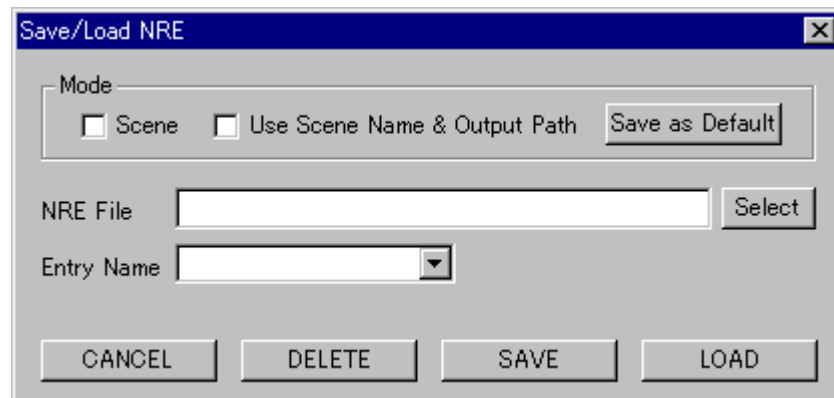 Save/Load NRE
Mode
Scene Use Scene Name & Output Path Save as Default
NRE File Select
Entry Name
CANCEL DELETE SAVE LOAD